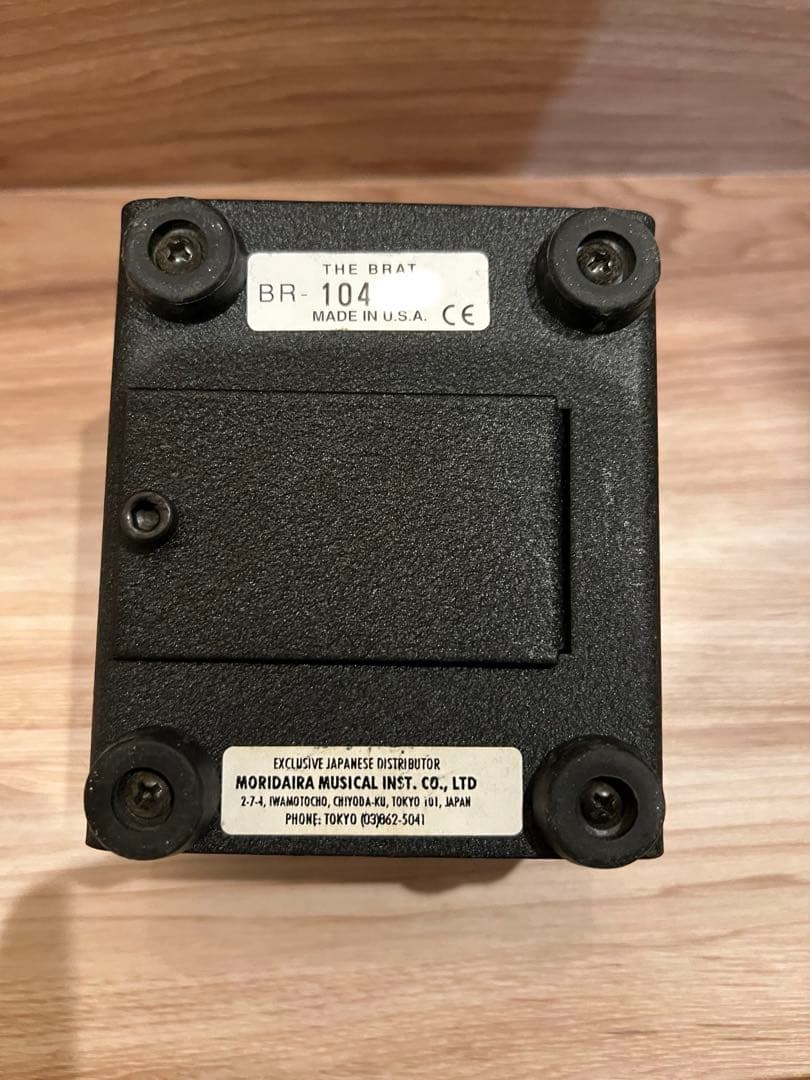 THE BRAT
BR- 104
MADE IN U.S.A. CE
EXCLUSIVE JAPANESE DISTRIBUTOR
MORIDAIRA MUSICAL INST. CO., LTD
2-7-4, IWAMOTOCHO, CHIYODA-KU, TOKYO 101, JAPAN
PHONE: TOKYO (03)862-5041